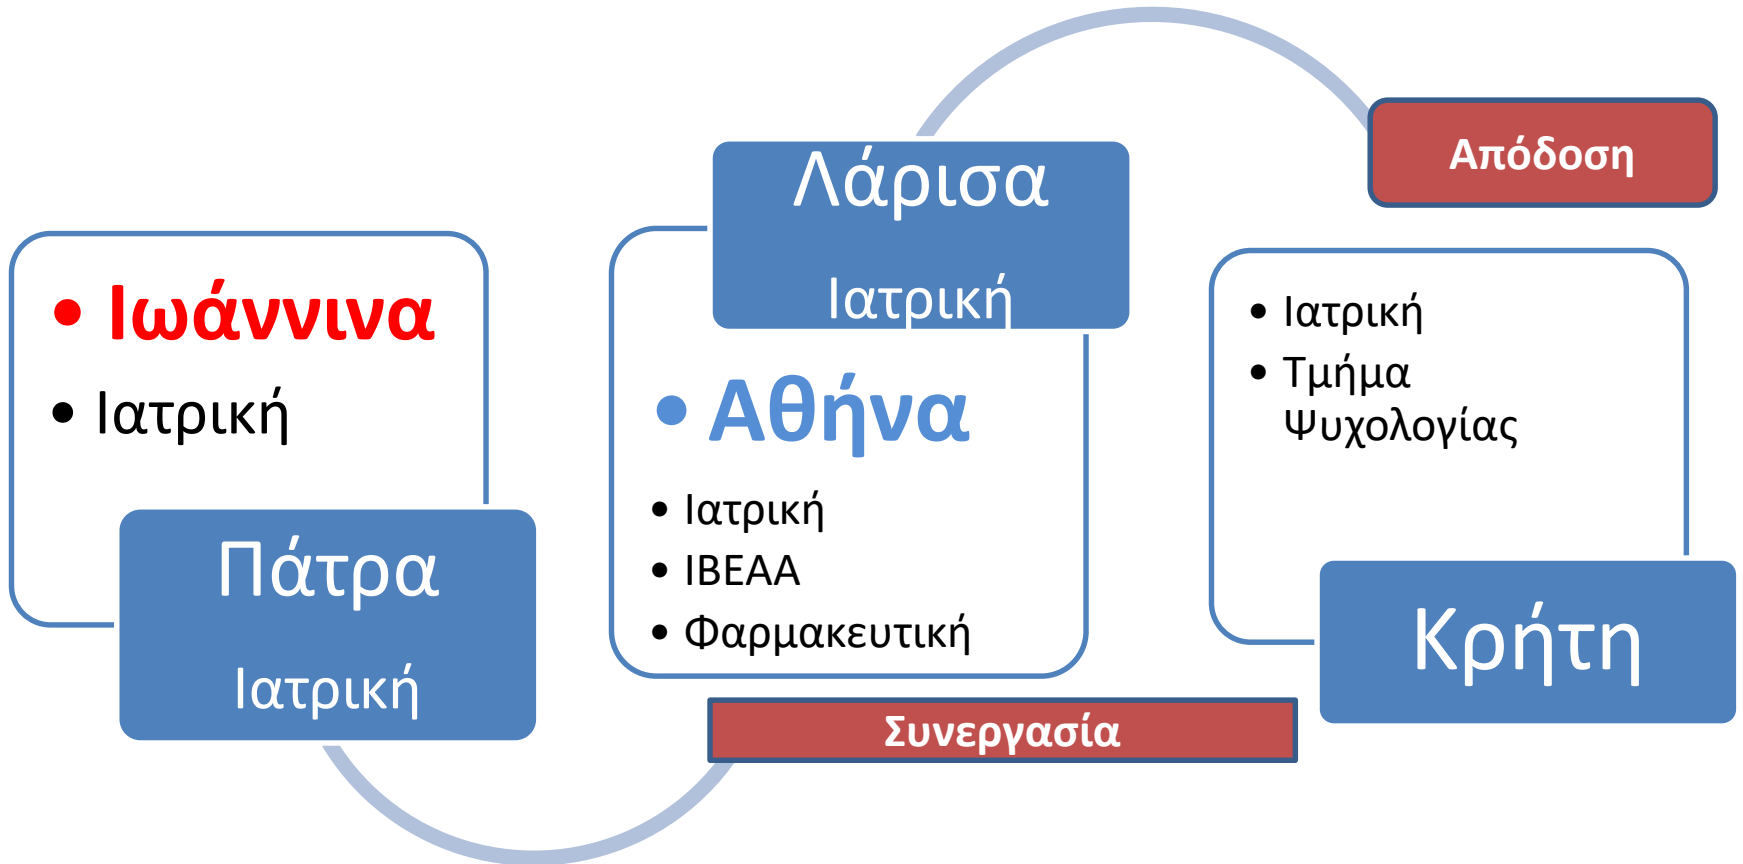 • Ιωάννινα
• Ιατρική
Πάτρα
Ιατρική
Λάρισα
Ιατρική
• Αθήνα
• Ιατρική
• ΙΒΕΑΑ
• Φαρμακευτική
Συνεργασία
Απόδοση
• Ιατρική
• Τμήμα
Ψυχολογίας
Κρήτη